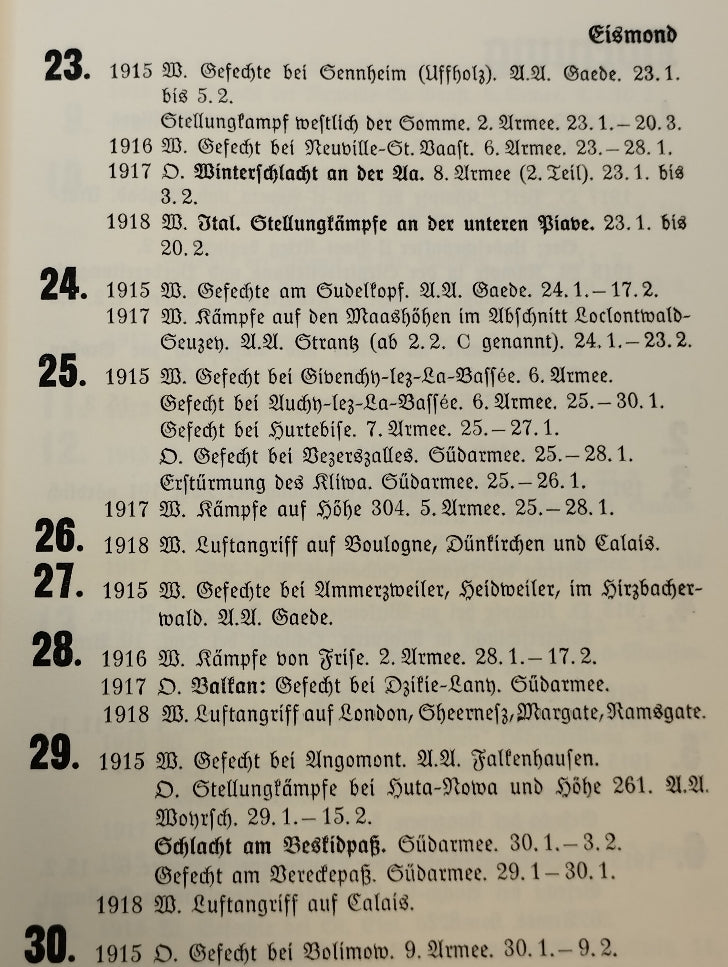 Eismond
23. 1915 W. Gefechte bei Sennheim (Uffholz). A.A. Gaede. 23.1.
bis 5.2.
Stellungkampf westlich der Somme. 2. Armee. 23.1.–20.3.
1916 W. Gefecht bei Neuville-St. Vaast. 6. Armee. 23.–28.1.
1917 O. Winterschlacht an der Aa. 8. Armee (2. Teil). 23.1. bis
3.2.
1918 W. Ital. Stellungkämpfe an der unteren Piave. 23.1. bis
20.2.
24. 1915 W. Gefechte am Sudelkopf. A.A. Gaede. 24.1.–17.2.
1917 W. Kämpfe auf den Maashöhen im Abschnitt Loclontwald-
Seuzey. A.A. Strantz (ab 2.2. C genannt). 24.1.–23.2.
25. 1915 W. Gefecht bei Givenchy-lez-La-Bassée. 6. Armee.
Gefecht bei Auchy-lez-La-Bassée. 6. Armee. 25.–30.1.
Gefecht bei Hurtebise. 7. Armee. 25.–27.1.
O. Gefecht bei Vezerszalles. Südarmee. 25.–28.1.
Erstürmung des Kliwa. Südarmee. 25.–26.1.
1917 W. Kämpfe auf Höhe 304. 5. Armee. 25.–28.1.
26. 1918 W. Luftangriff auf Boulogne, Dünkirchen und Calais.
27. 1915 W. Gefechte bei Ammerzweiler, Heidweiler, im Hirzbacher-
wald. A.A. Gaede.
28. 1916 W. Kämpfe von Frise. 2. Armee. 28.1.–17.2.
1917 O. Balkan: Gefecht bei Dzikie-Lany. Südarmee.
1918 W. Luftangriff auf London, Sheernesz, Margate, Ramsgate.
29. 1915 W. Gefecht bei Angomont. A.A. Falkenhausen.
O. Stellungkämpfe bei Huta-Nowa und Höhe 261. A.A.
Woyrsch. 29.1.–15.2.
Schlacht am Beskidpaß. Südarmee. 30.1.–3.2.
Gefecht am Vereckepaß. Südarmee. 29.1–30.1.
1918 W. Luftangriff auf Calais.
30. 1915 O. Gefecht bei Bolimow. 9. Armee. 30.1.–9.2.